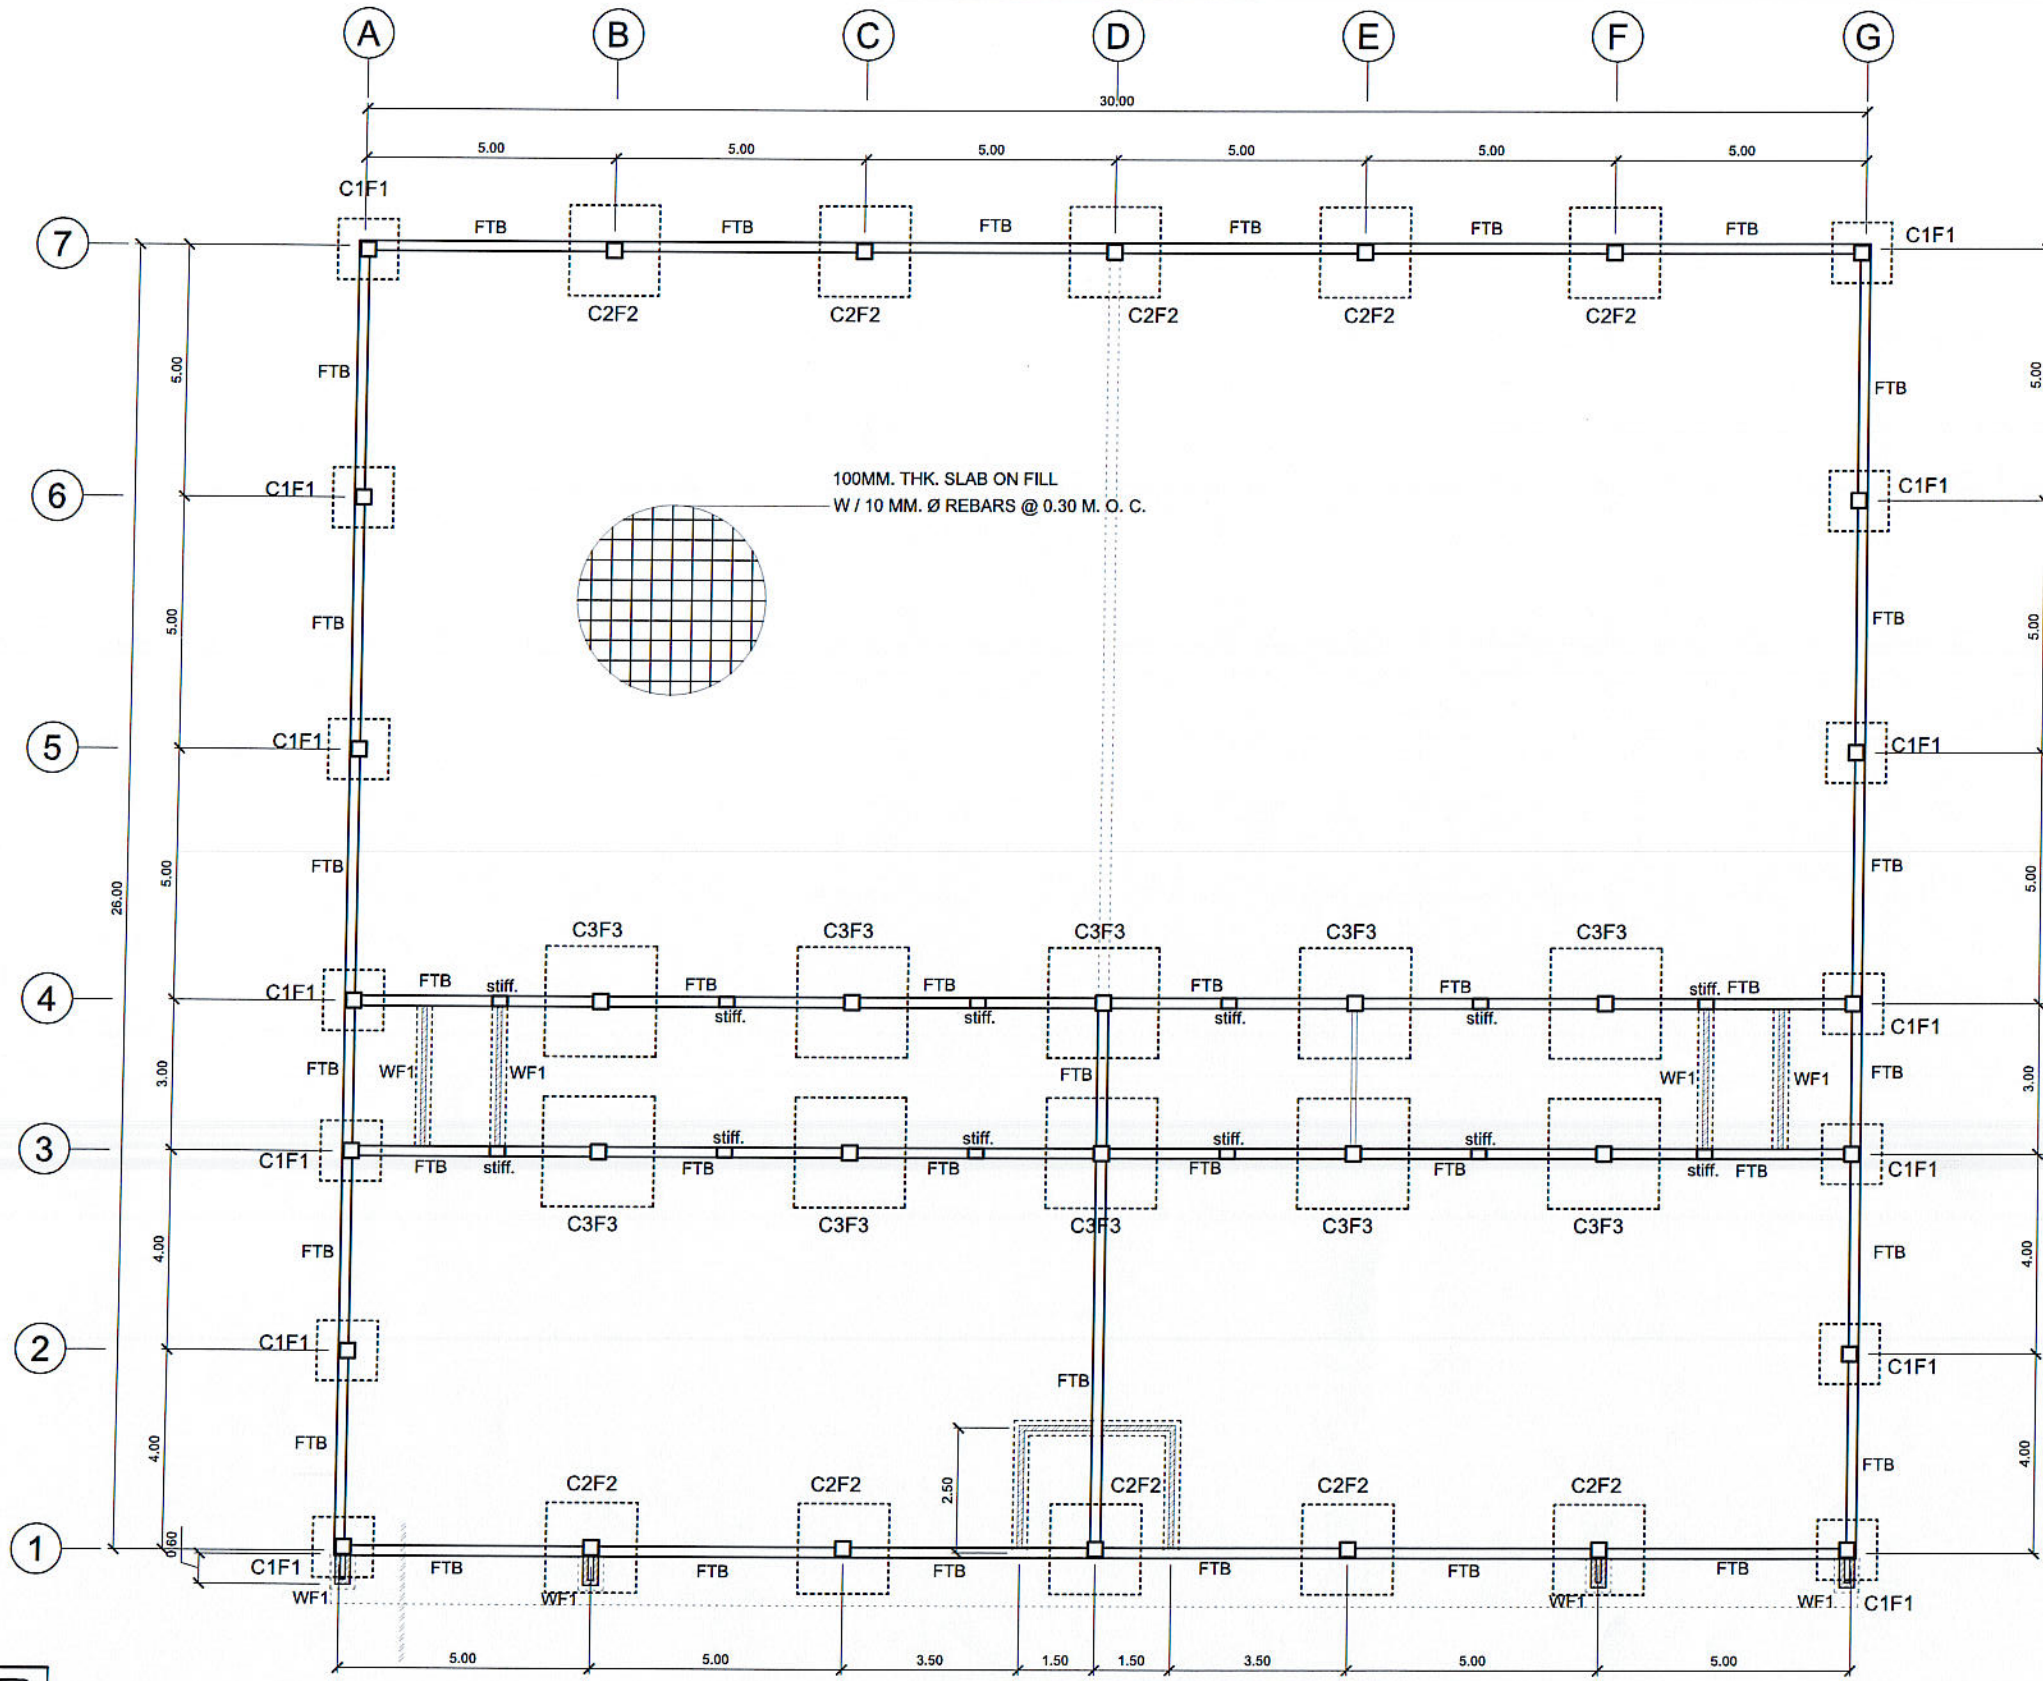 A B C D E F G
30.00
5.00 5.00 5.00 5.00 5.00 5.00
C1F1
7 FTB FTB FTB FTB FTB FTB C1F1
C2F2 C2F2 C2F2 C2F2 C2F2
5.00 FTB FTB 5.00
6 C1F1 C1F1
100MM. THK. SLAB ON FILL
W / 10 MM. Ø REBARS @ 0.30 M. O. C.
5.00 FTB FTB 5.00
5 C1F1 C1F1
26.00 5.00 FTB FTB 5.00
C3F3 C3F3 C3F3 C3F3 C3F3
4 C1F1 FTB stiff. FTB FTB FTB FTB stiff. FTB
stiff. stiff. stiff. stiff. C1F1
3.00 FTB WF1 WF1 FTB WF1 WF1 FTB 3.00
stiff. stiff. stiff. stiff.
3 C1F1 FTB stiff. FTB FTB FTB FTB stiff. FTB C1F1
C3F3 C3F3 C3F3 C3F3 C3F3
4.00 FTB FTB 4.00
2 C1F1 C1F1
FTB
4.00 FTB FTB 4.00
2.50
C2F2 C2F2 C2F2 C2F2 C2F2
1 0.60
C1F1 FTB FTB FTB FTB FTB FTB
WF1 WF1 WF1 WF1 C1F1
5.00 5.00 3.50 1.50 1.50 3.50 5.00 5.00